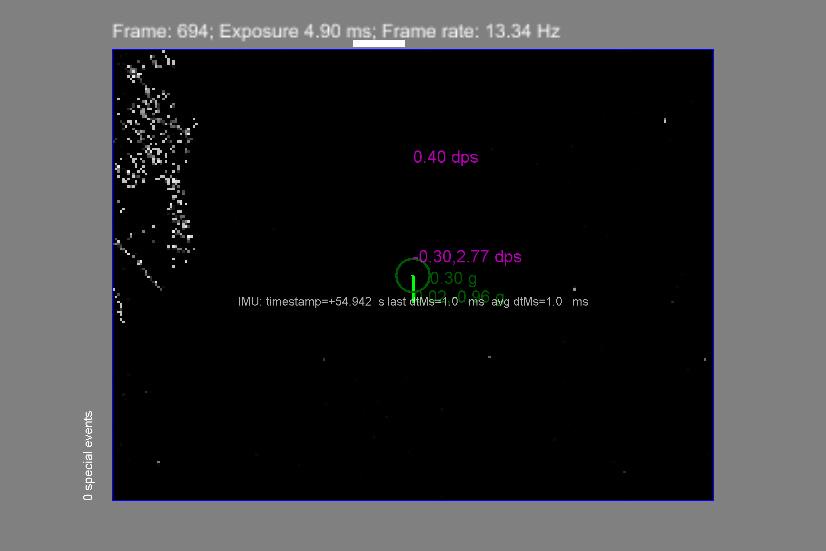 Frame: 694; Exposure 4.90 ms; Frame rate: 13.34 Hz
0.40 dps
-0.30,2.77 dps
0.30 g
0.96 g
IMU: timestamp=+54.942 s last dtMs=1.0 ms avg dtMs=1.0 ms
0 special events